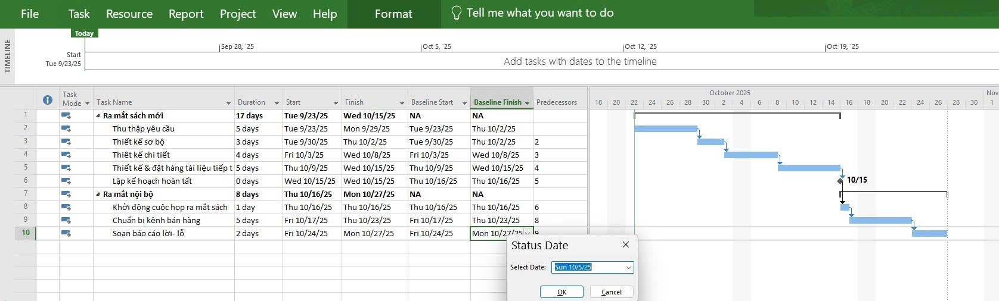 File Task Resource Report Project View Help Format Tell me what you want to do
Today
TIMELINE
Sep 28, '25 Oct 5, '25 Oct 12, '25 Oct 19, '25
Start
Tue 9/23/25
Add tasks with dates to the timeline
Task Mode Task Name Duration Start Finish Baseline Start Baseline Finish Predecessors
October 2025 Nov
18 20 22 24 26 28 30 2 4 6 8 10 12 14 16 18 20 22 24 26 28 30 1
1 Ra mắt sách mới 17 days Tue 9/23/25 Wed 10/15/25 NA NA
2 Thu thập yêu cầu 5 days Tue 9/23/25 Mon 9/29/25 Tue 9/23/25 Thu 10/2/25
3 Thiết kế sơ bộ 3 days Tue 9/30/25 Thu 10/2/25 Tue 9/30/25 Thu 10/2/25 2
4 Thiêt kế chi tiết 4 days Fri 10/3/25 Wed 10/8/25 Fri 10/3/25 Wed 10/8/25 3
5 Thiết kế & đặt hàng tài liệu tiếp t 5 days Thu 10/9/25 Wed 10/15/25 Thu 10/9/25 Wed 10/15/25 4
6 Lập kế hoạch hoàn tất 0 days Wed 10/15/25 Wed 10/15/25 Thu 10/16/25 Thu 10/16/25 5 10/15
7 Ra mắt nội bộ 8 days Thu 10/16/25 Mon 10/27/25 NA NA
8 Khởi động cuộc họp ra mắt sách 1 day Thu 10/16/25 Thu 10/16/25 Thu 10/16/25 Thu 10/16/25 6
9 Chuẩn bị kênh bán hàng 5 days Fri 10/17/25 Thu 10/23/25 Fri 10/17/25 Thu 10/23/25 8
10 Soạn báo cáo lời- lỗ 2 days Fri 10/24/25 Mon 10/27/25 Fri 10/24/25 Mon 10/27/25 9
Status Date
Select Date: Sun 10/5/25
OK Cancel